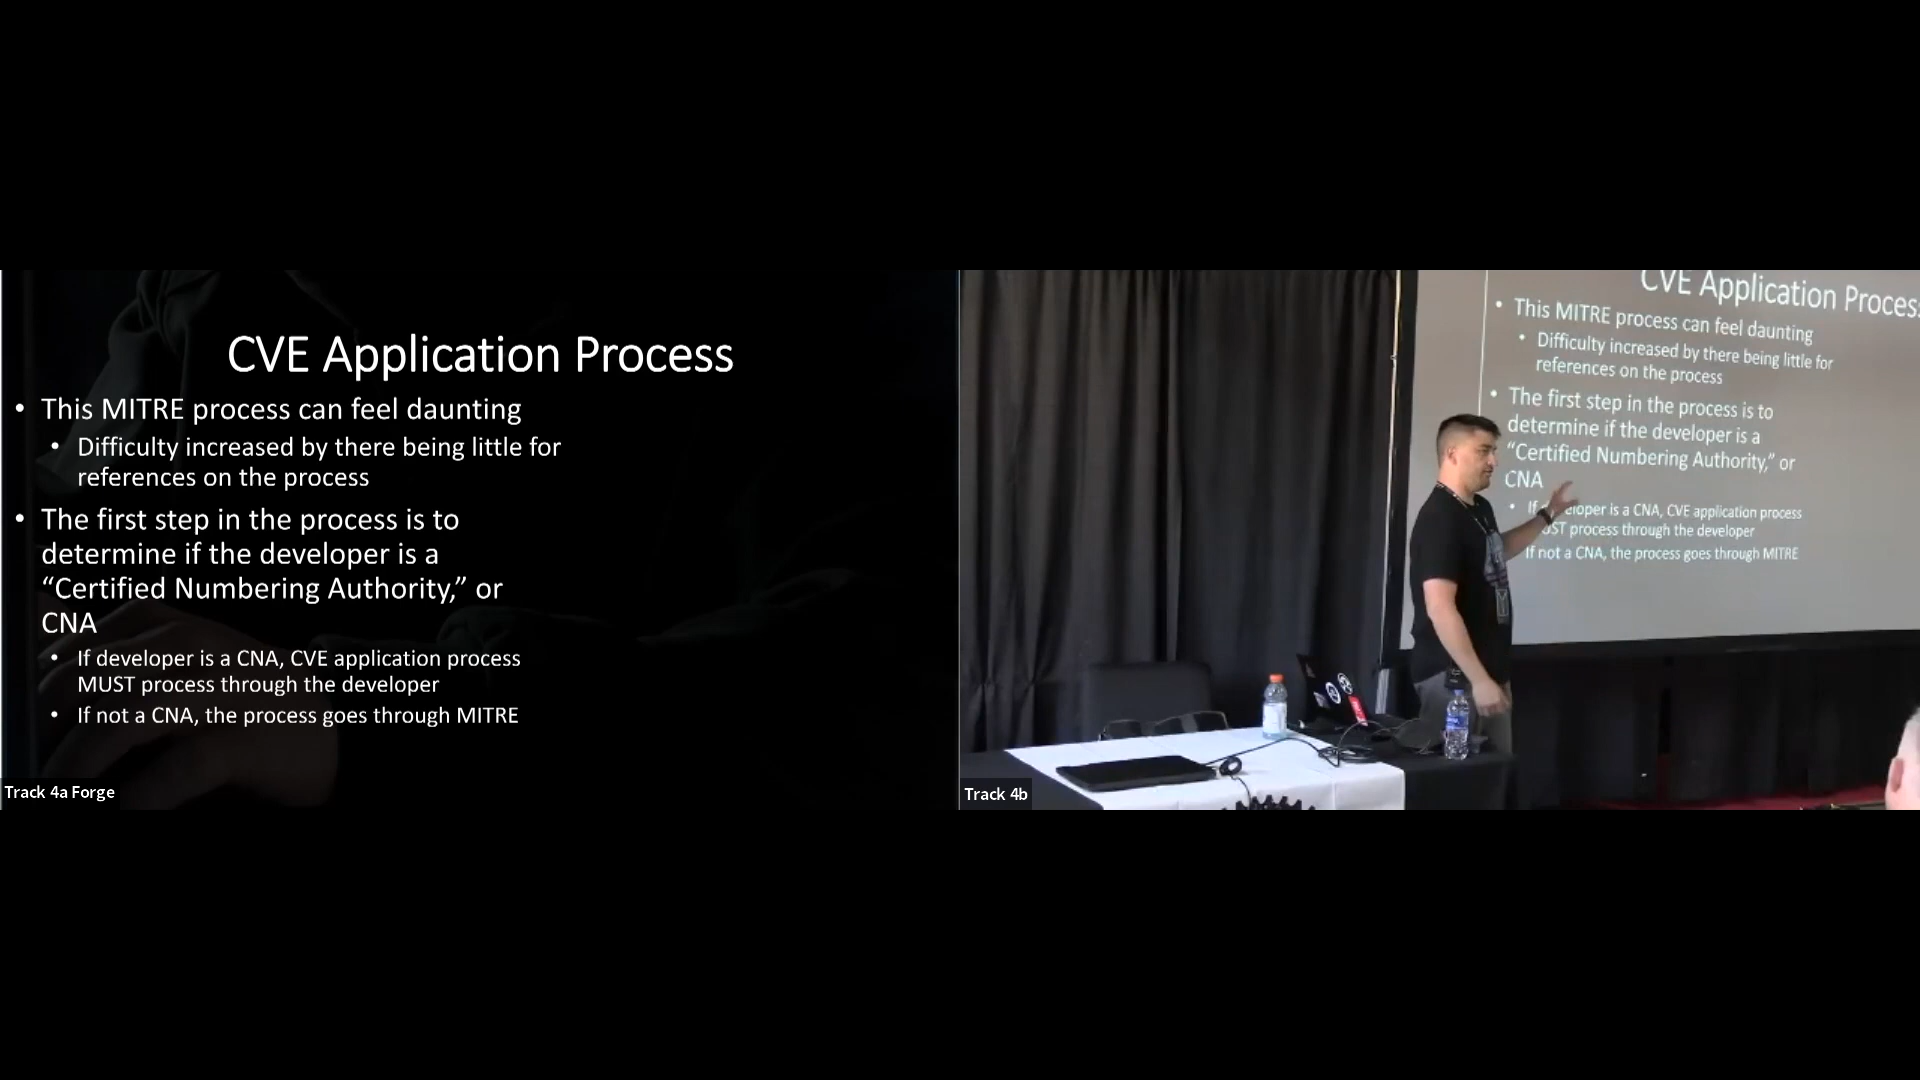 CVE Application Process
• This MITRE process can feel daunting
• Difficulty increased by there being little for
references on the process
• The first step in the process is to
determine if the developer is a
“Certified Numbering Authority,” or
CNA
• If developer is a CNA, CVE application process
MUST process through the developer
• If not a CNA, the process goes through MITRE
Track 4a Forge
CVE Application Process
• This MITRE process can feel daunting
• Difficulty increased by there being little for
references on the process
• The first step in the process is to
determine if the developer is a
“Certified Numbering Authority,” or
CNA
• If developer is a CNA, CVE application process
MUST process through the developer
If not a CNA, the process goes through MITRE
Track 4b